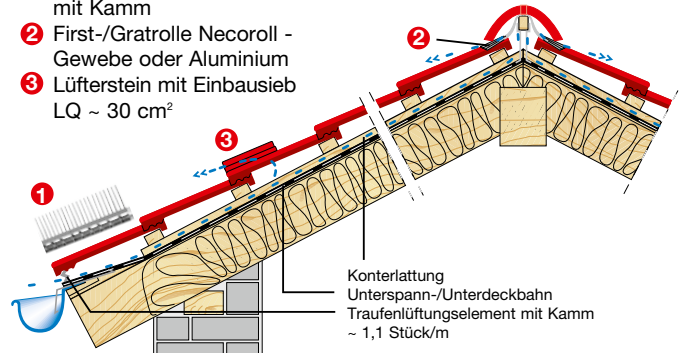 mit Kamm
2 First-/Gratrolle Necoroll -
Gewebe oder Aluminium
3 Lüfterstein mit Einbausieb
LQ ~ 30 cm²
2
3
1
Konterlattung
Unterspann-/Unterdeckbahn
Traufenlüftungselement mit Kamm
~ 1,1 Stück/m